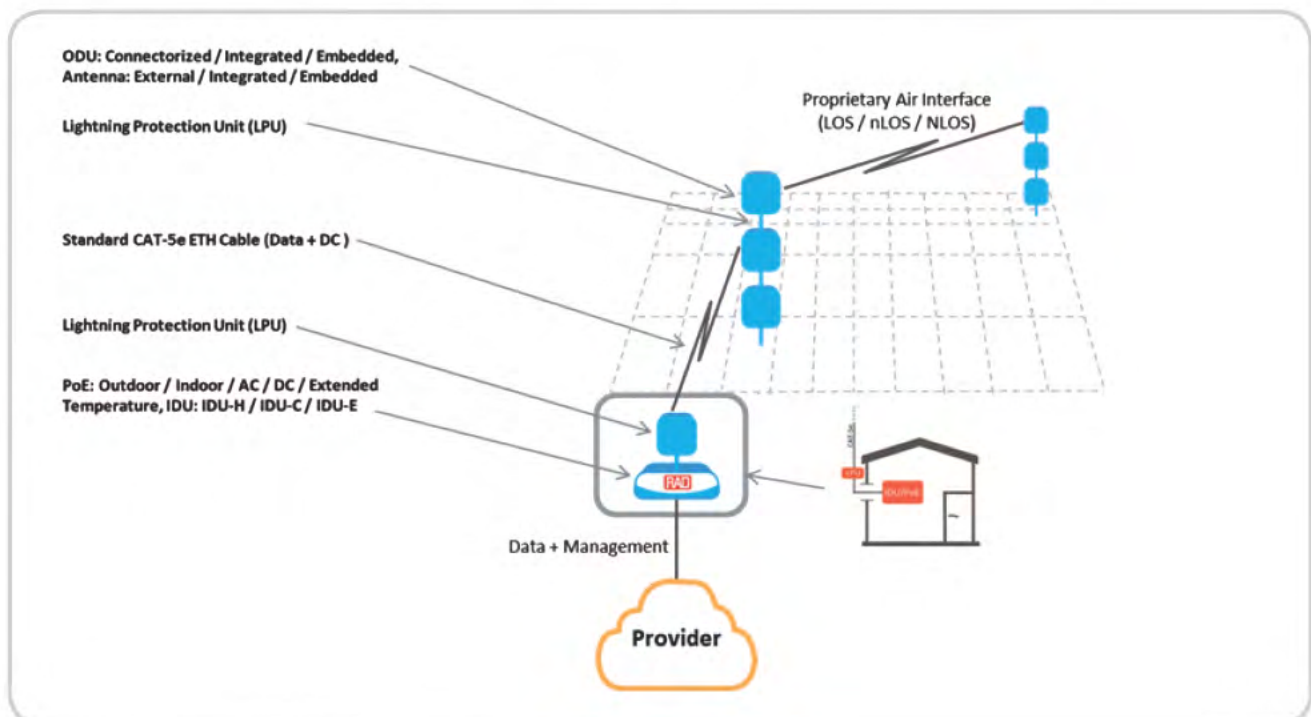 ODU: Connectorized / Integrated / Embedded,
Antenna: External / Integrated / Embedded
Proprietary Air Interface
(LOS / nLOS / NLOS)
Lightning Protection Unit (LPU)
Standard CAT-5e ETH Cable (Data + DC )
Lightning Protection Unit (LPU)
PoE: Outdoor / Indoor / AC / DC / Extended
Temperature, IDU: IDU-H / IDU-C / IDU-E
RAD
CAT-5e
LPU
IDU/PoE
Data + Management
Provider